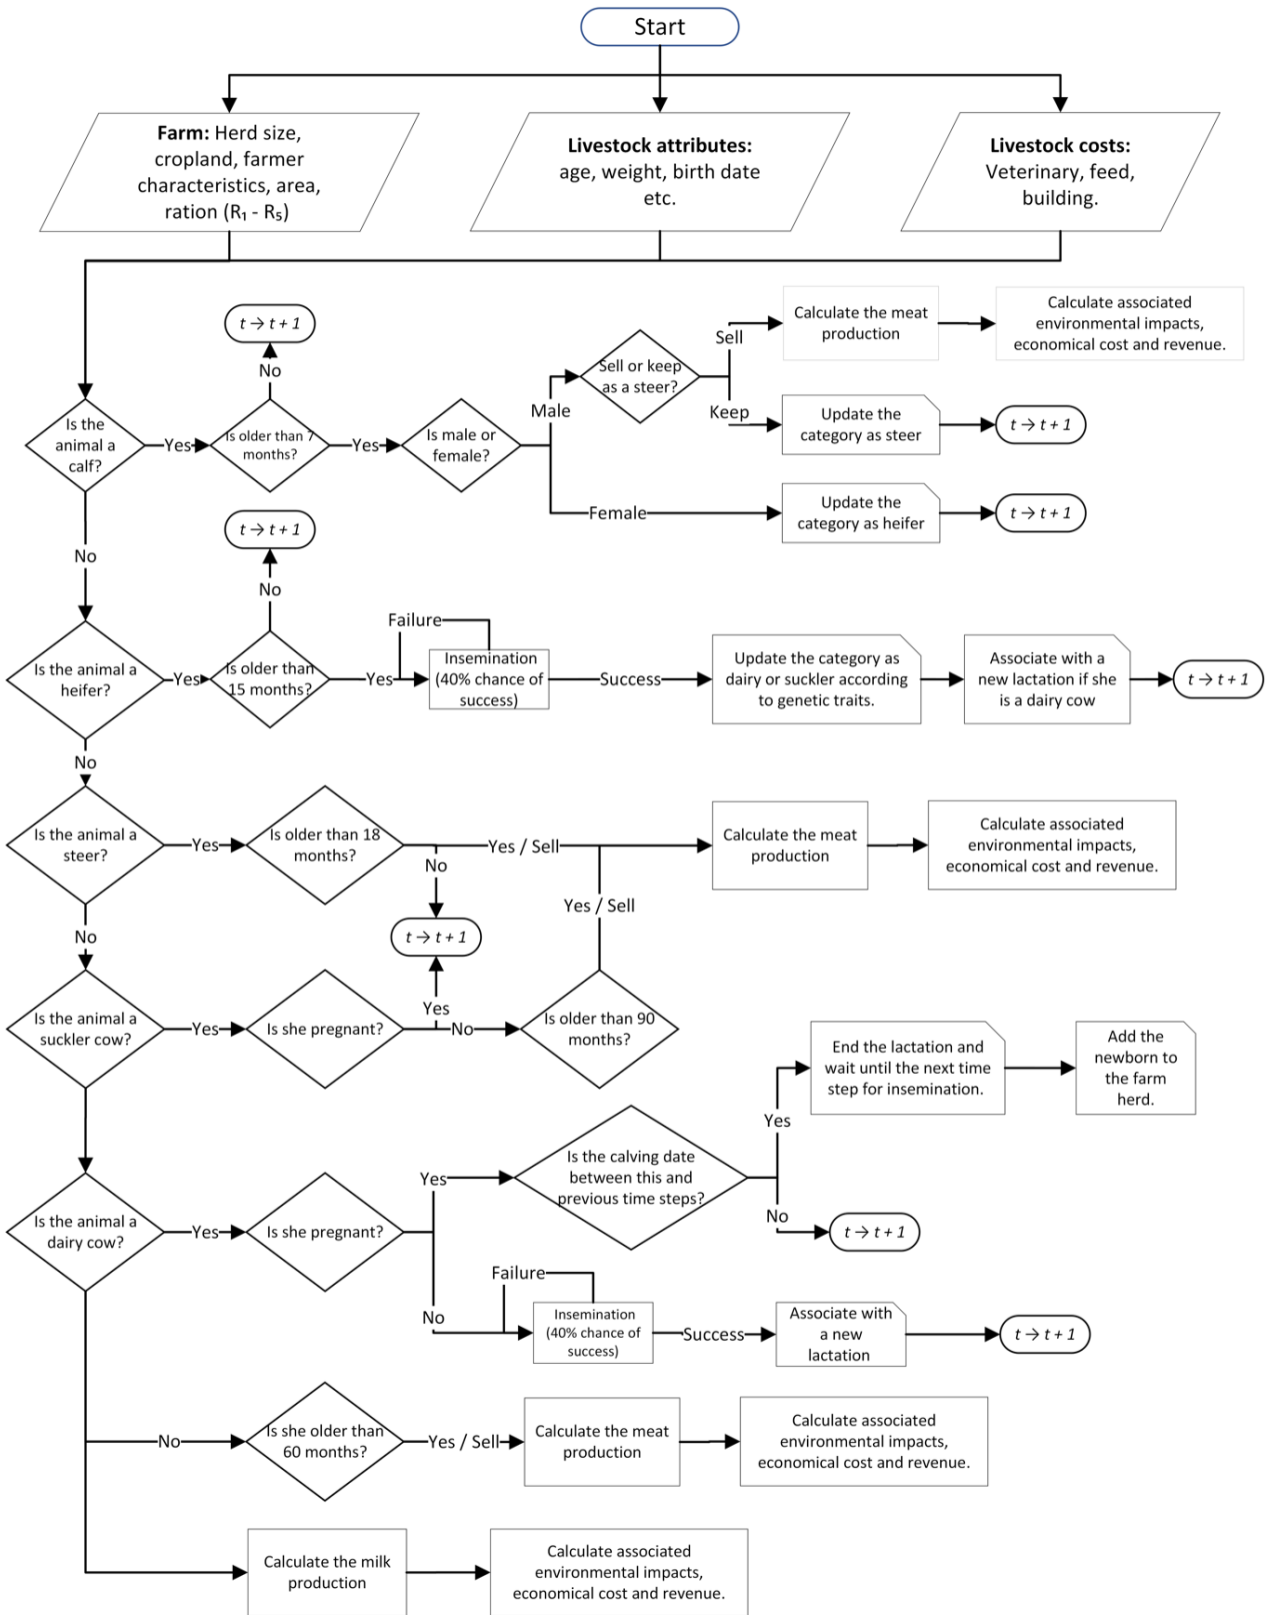 Start
Farm: Herd size,
cropland, farmer
characteristics, area,
ration (R₁ - R₅)
Livestock attributes:
age, weight, birth date
etc.
Livestock costs:
Veterinary, feed,
building.
t → t + 1
No
Is the
animal a
calf?
Yes
Is older than 7
months?
Yes
Is male or
female?
Male
Sell or keep
as a steer?
Sell
Calculate the meat
production
Calculate associated
environmental impacts,
economical cost and revenue.
Keep
Update the
category as steer
t → t + 1
Female
Update the
category as heifer
t → t + 1
No
t → t + 1
No
Is the animal a
heifer?
Yes
Is older than
15 months?
Yes
Failure
Insemination
(40% chance of
success)
Success
Update the category as
dairy or suckler according
to genetic traits.
Associate with a
new lactation if she
is a dairy cow
t → t + 1
No
Is the animal a
steer?
Yes
Is older than 18
months?
Yes / Sell
No
t → t + 1
Calculate the meat
production
Calculate associated
environmental impacts,
economical cost and revenue.
Yes / Sell
No
Is the animal a
suckler cow?
Yes
Is she pregnant?
Yes
No
Is older than 90
months?
Is the animal a
dairy cow?
Yes
Is she pregnant?
Yes
Is the calving date
between this and
previous time steps?
Yes
End the lactation and
wait until the next time
step for insemination.
Add the
newborn to
the farm
herd.
No
t → t + 1
No
Failure
Insemination
(40% chance of
success)
Success
Associate with
a new
lactation
t → t + 1
No
Is she older than
60 months?
Yes / Sell
Calculate the meat
production
Calculate associated
environmental impacts,
economical cost and revenue.
Calculate the milk
production
Calculate associated
environmental impacts,
economical cost and revenue.